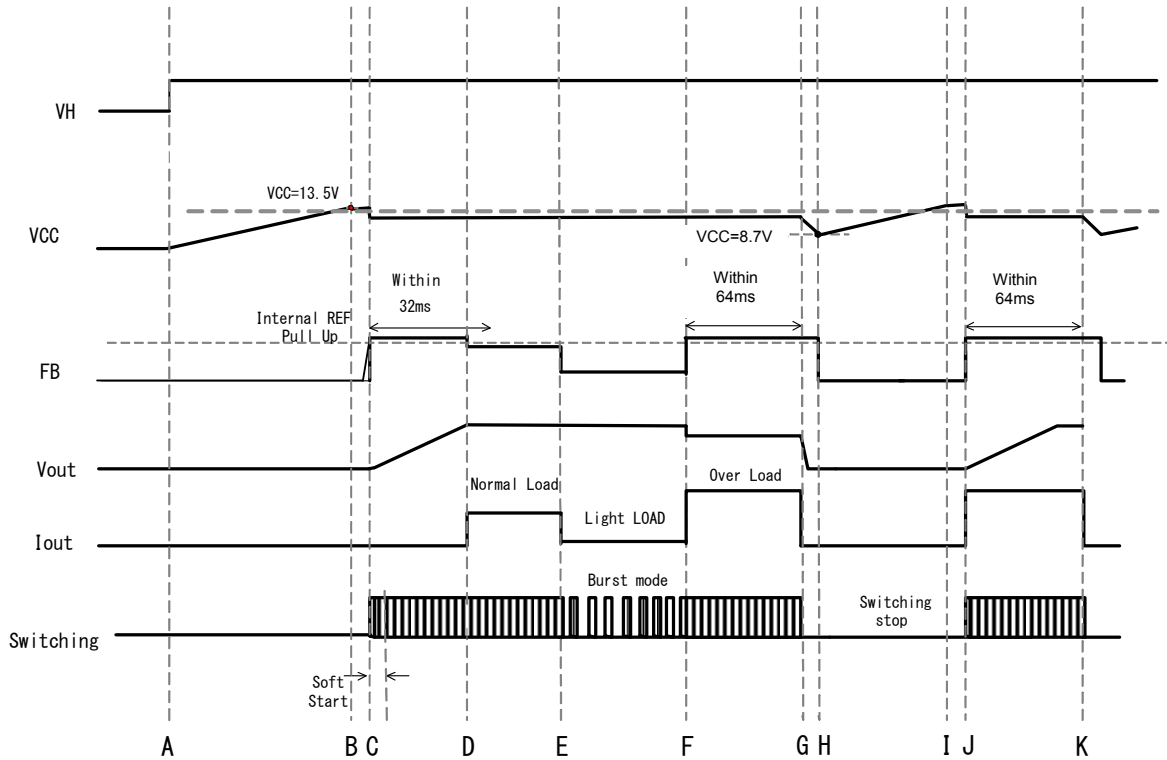 VH
VCC=13.5V
VCC
VCC=8.7V
Within
32ms
Within
64ms
Within
64ms
Internal REF
Pull Up
FB
Vout
Normal Load
Light LOAD
Over Load
Iout
Burst mode
Switching
stop
Switching
Soft
Start
A B C D E F G H I J K